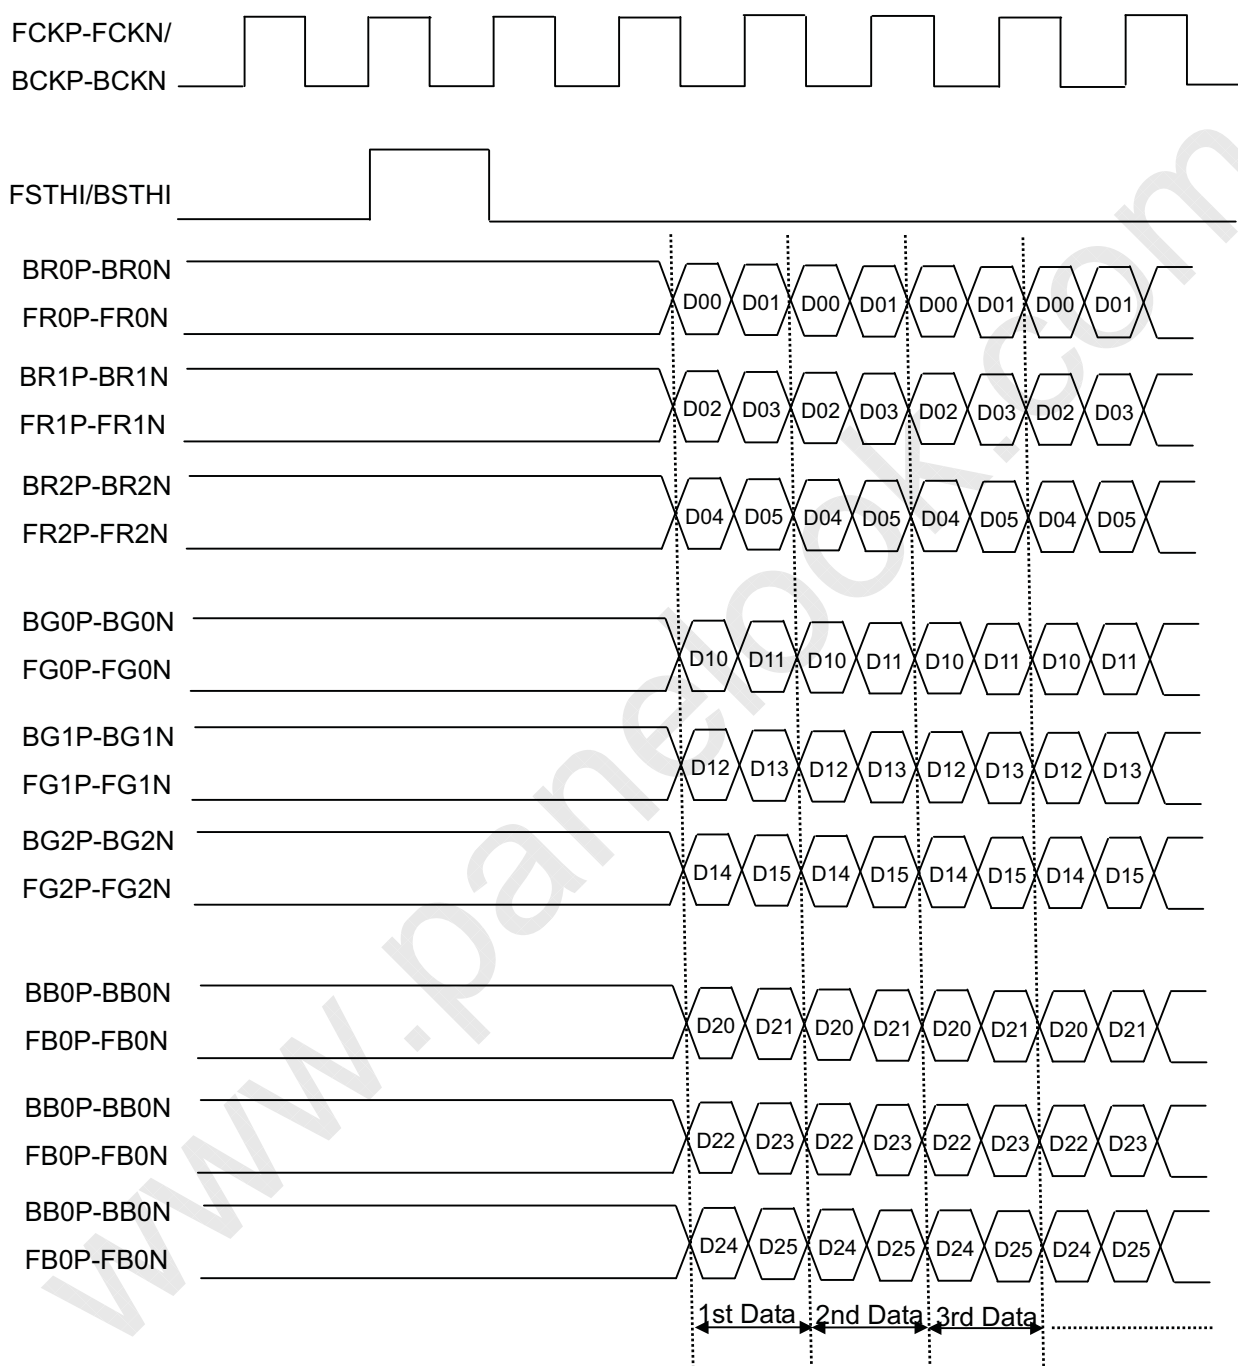 FCKP-FCKN/
BCKP-BCKN
FSTHI/BSTHI
BR0P-BR0N
FR0P-FR0N
D00 D01 D00 D01 D00 D01 D00 D01
BR1P-BR1N
FR1P-FR1N
D02 D03 D02 D03 D02 D03 D02 D03
BR2P-BR2N
FR2P-FR2N
D04 D05 D04 D05 D04 D05 D04 D05
BG0P-BG0N
FG0P-FG0N
D10 D11 D10 D11 D10 D11 D10 D11
BG1P-BG1N
FG1P-FG1N
D12 D13 D12 D13 D12 D13 D12 D13
BG2P-BG2N
FG2P-FG2N
D14 D15 D14 D15 D14 D15 D14 D15
BB0P-BB0N
FB0P-FB0N
D20 D21 D20 D21 D20 D21 D20 D21
BB0P-BB0N
FB0P-FB0N
D22 D23 D22 D23 D22 D23 D22 D23
BB0P-BB0N
FB0P-FB0N
D24 D25 D24 D25 D24 D25 D24 D25
1st Data 2nd Data 3rd Data
www.panelook.com